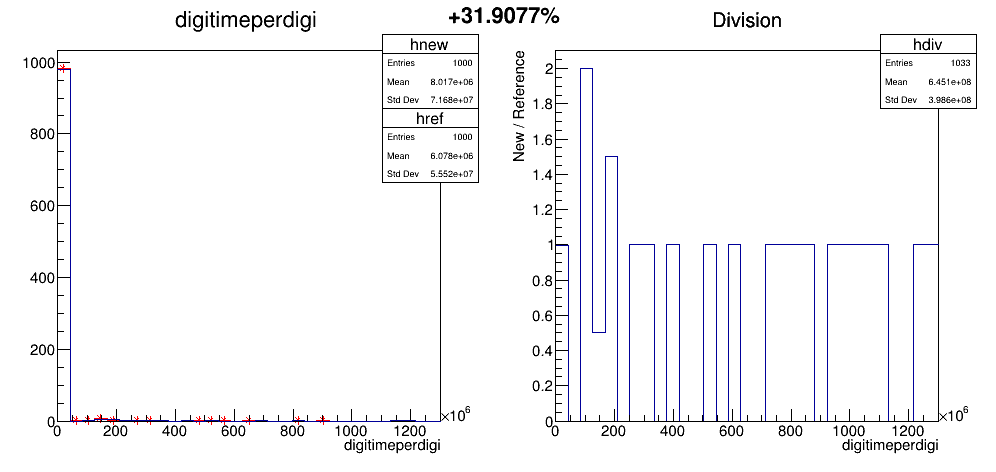 +31.9077%
digitimeperdigi
hnew
Entries 1000
Mean 8.017e+06
Std Dev 7.168e+07
href
Entries 1000
Mean 6.078e+06
Std Dev 5.552e+07
1000
800
600
400
200
0
0 200 400 600 800 1000 1200
×10⁶
digitimeperdigi
Division
hdiv
Entries 1033
Mean 6.451e+08
Std Dev 3.986e+08
New / Reference
2
1.8
1.6
1.4
1.2
1
0.8
0.6
0.4
0.2
0
0 200 400 600 800 1000 1200
×10⁶
digitimeperdigi